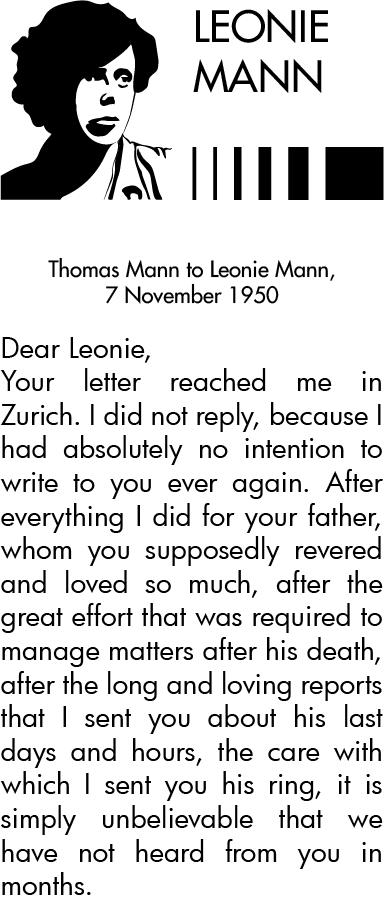 LEONIE
MANN
Thomas Mann to Leonie Mann,
7 November 1950
Dear Leonie,
Your letter reached me in
Zurich. I did not reply, because I
had absolutely no intention to
write to you ever again. After
everything I did for your father,
whom you supposedly revered
and loved so much, after the
great effort that was required to
manage matters after his death,
after the long and loving reports
that I sent you about his last
days and hours, the care with
which I sent you his ring, it is
simply unbelievable that we
have not heard from you in
months.